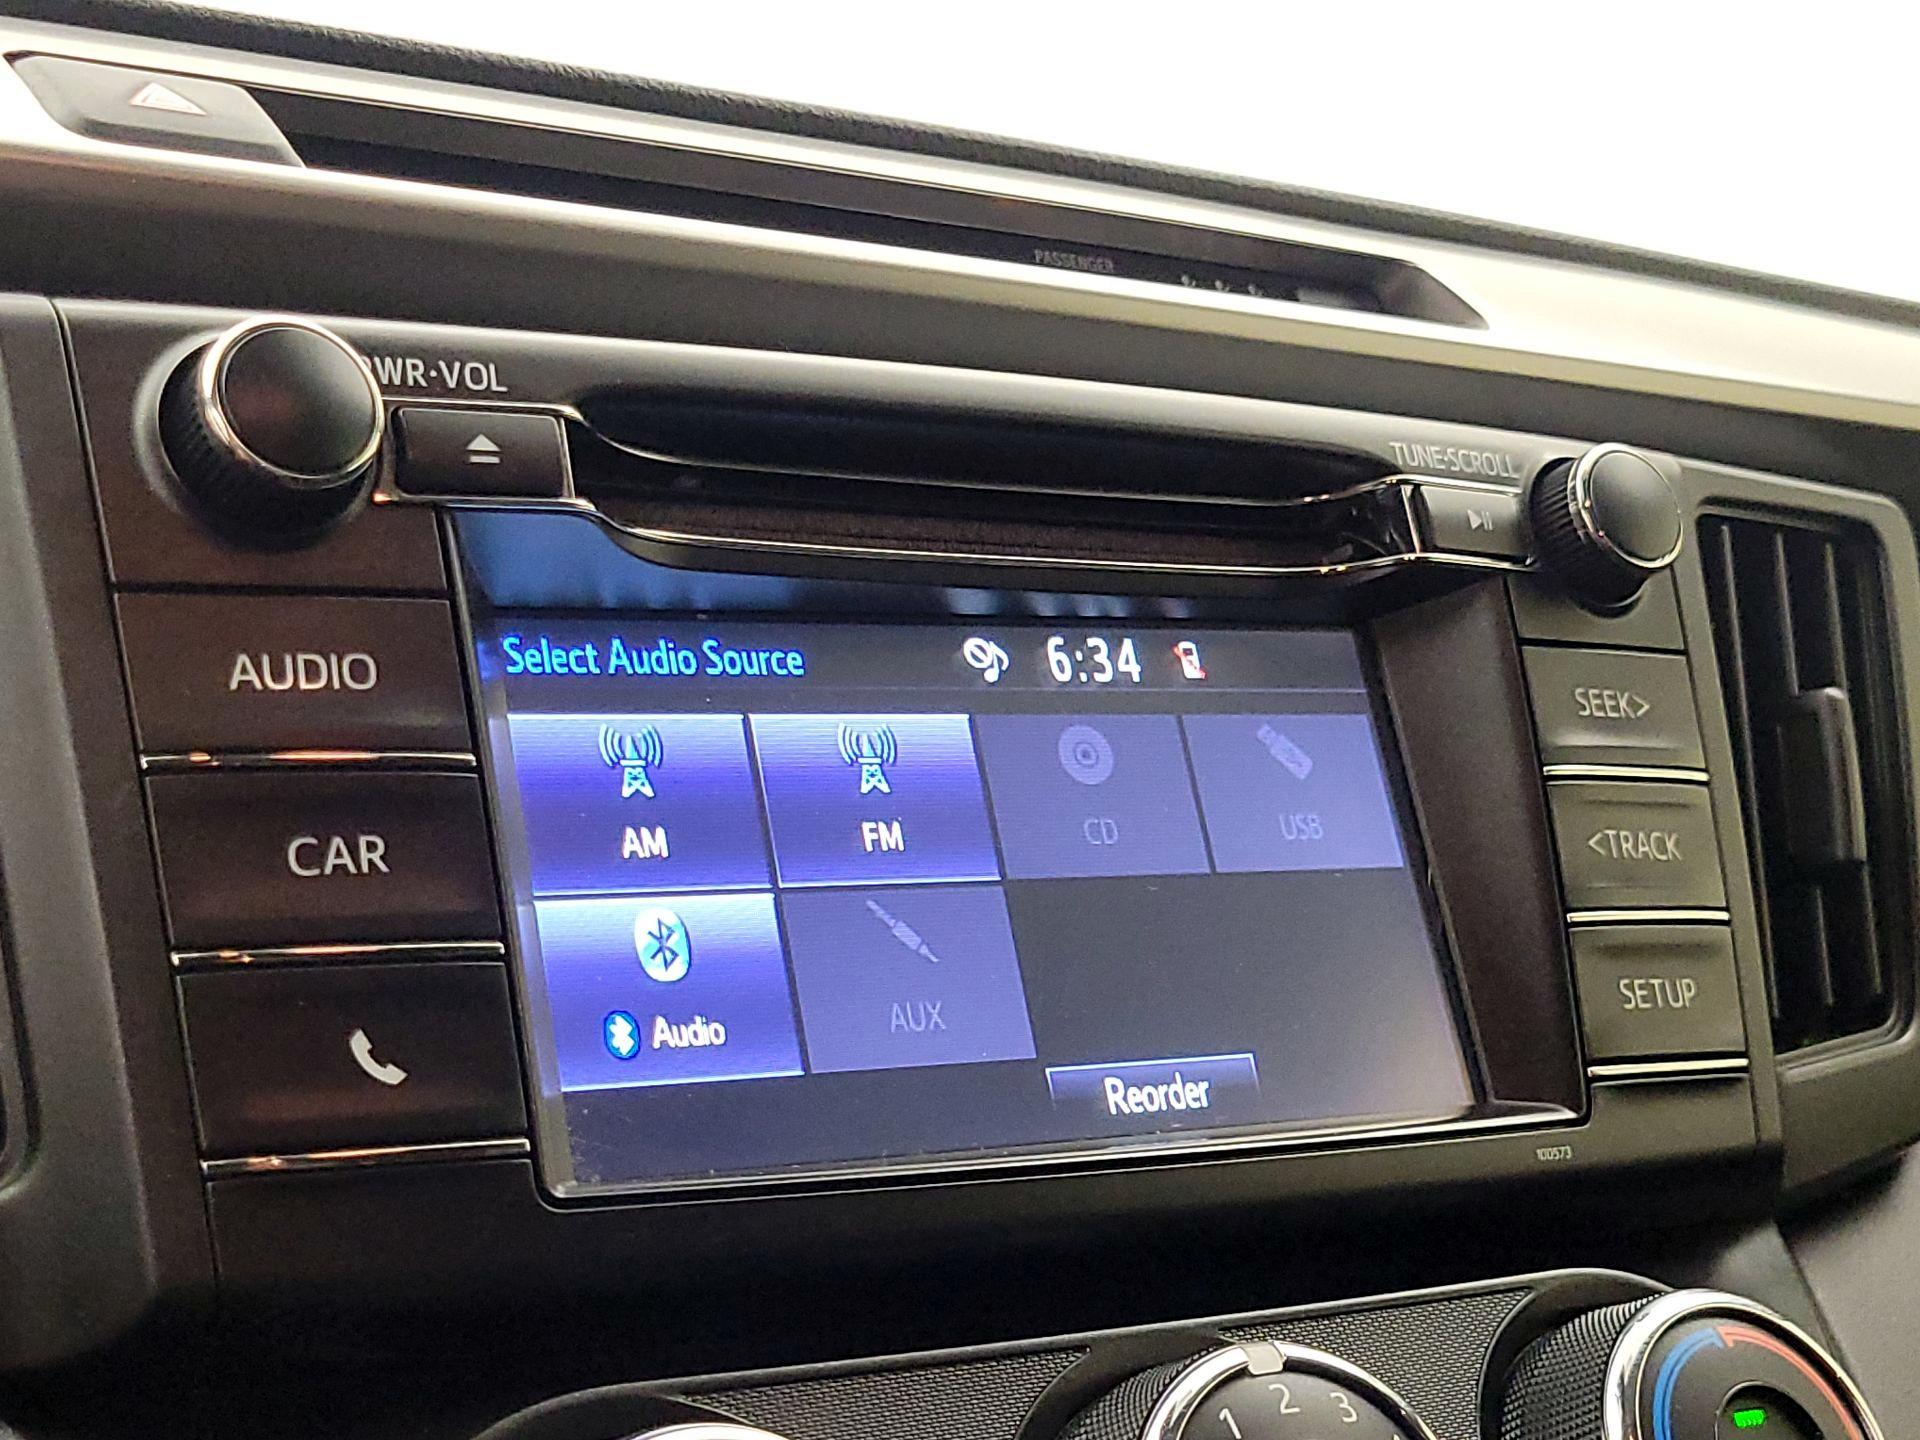 PASSENGER
PWR·VOL
TUNE·SCROLL
Select Audio Source
6:34
AUDIO
SEEK>
AM
FM
CD
USB
CAR
<TRACK
Audio
AUX
SETUP
Reorder
100573
1 2 3